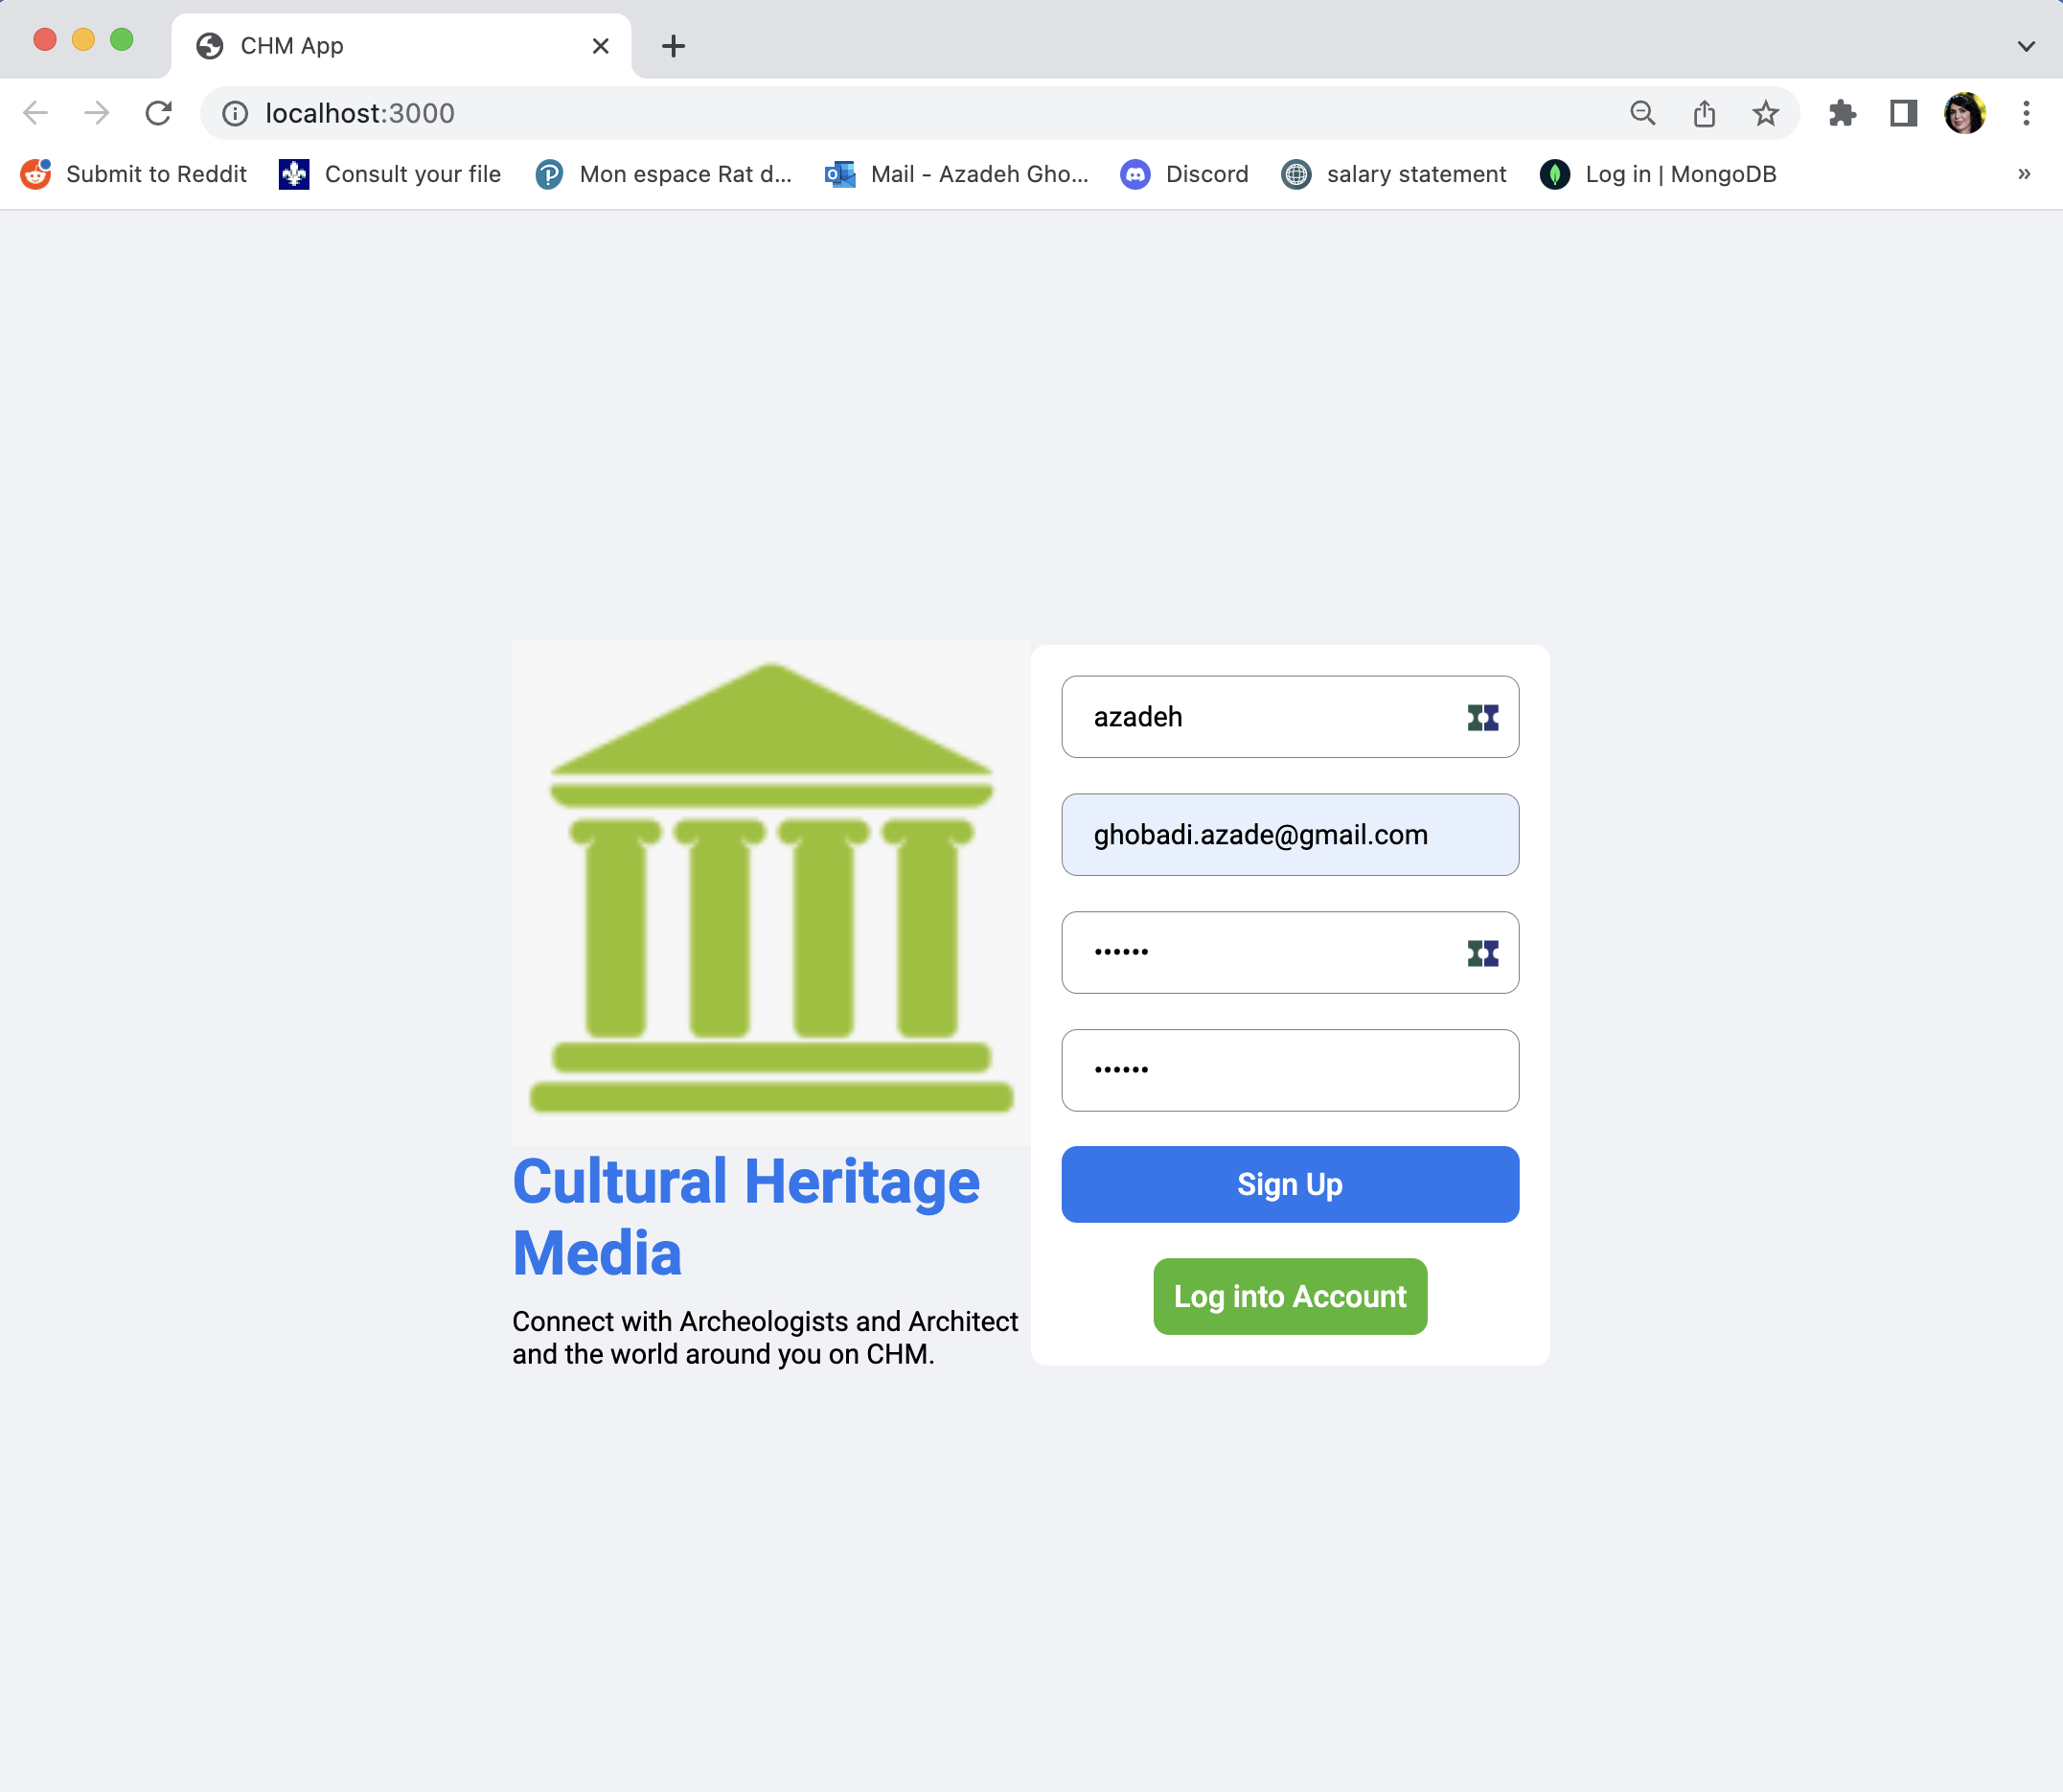 CHM App
localhost:3000
Submit to Reddit Consult your file Mon espace Rat d... Mail - Azadeh Gho... Discord salary statement Log in | MongoDB »
azadeh
ghobadi.azade@gmail.com
••••••
••••••
Sign Up
Log into Account
Cultural Heritage
Media
Connect with Archeologists and Architect
and the world around you on CHM.